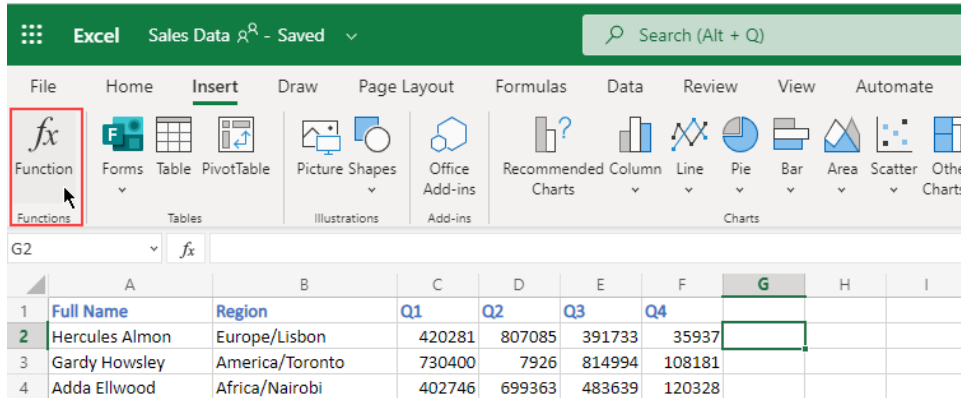 Excel Sales Data - Saved Search (Alt + Q)
File Home Insert Draw Page Layout Formulas Data Review View Automate
fx F ?
Function Forms Table PivotTable Picture Shapes Office Recommended Column Line Pie Bar Area Scatter Othe
Add-ins Charts Charts
Functions Tables Illustrations Add-ins Charts
G2 fx
A B C D E F G H I
1 Full Name Region Q1 Q2 Q3 Q4
2 Hercules Almon Europe/Lisbon 420281 807085 391733 35937
3 Gardy Howsley America/Toronto 730400 7926 814994 108181
4 Adda Ellwood Africa/Nairobi 402746 699363 483639 120328